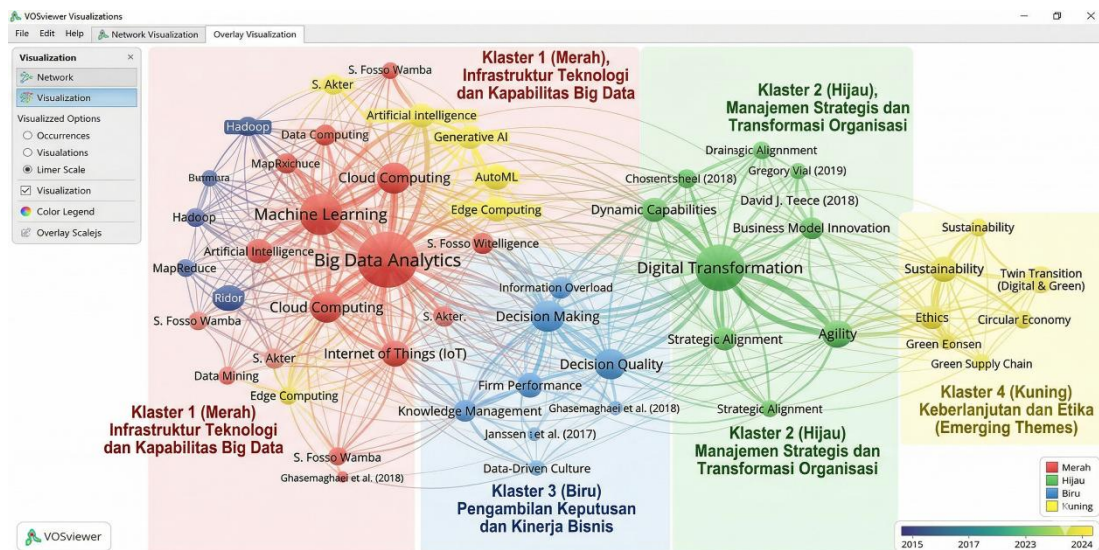 VOSviewer Visualizations
File Edit Help Network Visualization Overlay Visualization
Visualization
Network
Visualization
Visualized Options
Occurrences
Visualations
Limer Scale
Visualization
Color Legend
Overlay Scalejs
VOSviewer
Klaster 1 (Merah),
Infrastruktur Teknologi
dan Kapabilitas Big Data
S. Fosso Wamba
S. Akter
Artificial intelligence
Hadoop
Data Computing
Generative AI
MapRxichuce
Cloud Computing
AutoML
Burmura
Machine Learning
Edge Computing
Hadoop
Artificial Intelligence
S. Fosso Witelligence
Big Data Analytics
MapReduce
Ridor
Cloud Computing
S. Fosso Wamba
S. Akter.
S. Akter
Internet of Things (IoT)
Data Mining
Edge Computing
Klaster 1 (Merah)
Infrastruktur Teknologi
dan Kapabilitas Big Data
S. Fosso Wamba
Ghasemaghaei et al. (2018)
Information Overload
Decision Making
Decision Quality
Firm Performance
Knowledge Management
Ghasemaghaei et al. (2018)
Janssen et al. (2017)
Data-Driven Culture
Klaster 3 (Biru)
Pengambilan Keputusan
dan Kinerja Bisnis
Klaster 2 (Hijau),
Manajemen Strategis dan
Transformasi Organisasi
Drainagic Alignnment
Gregory Vial (2019)
Chosent sheel (2018)
David J. Teece (2018)
Dynamic Capabilities
Business Model Innovation
Digital Transformation
Strategic Alignment
Agility
Strategic Alignment
Klaster 2 (Hijau)
Manajemen Strategis dan
Transformasi Organisasi
Sustainability
Sustainability
Twin Transition
(Digital & Green)
Ethics
Circular Economy
Green Eonsen
Green Supply Chain
Klaster 4 (Kuning)
Keberlanjutan dan Etika
(Emerging Themes)
Merah
Hijau
Biru
Kuning
2015 2017 2023 2024